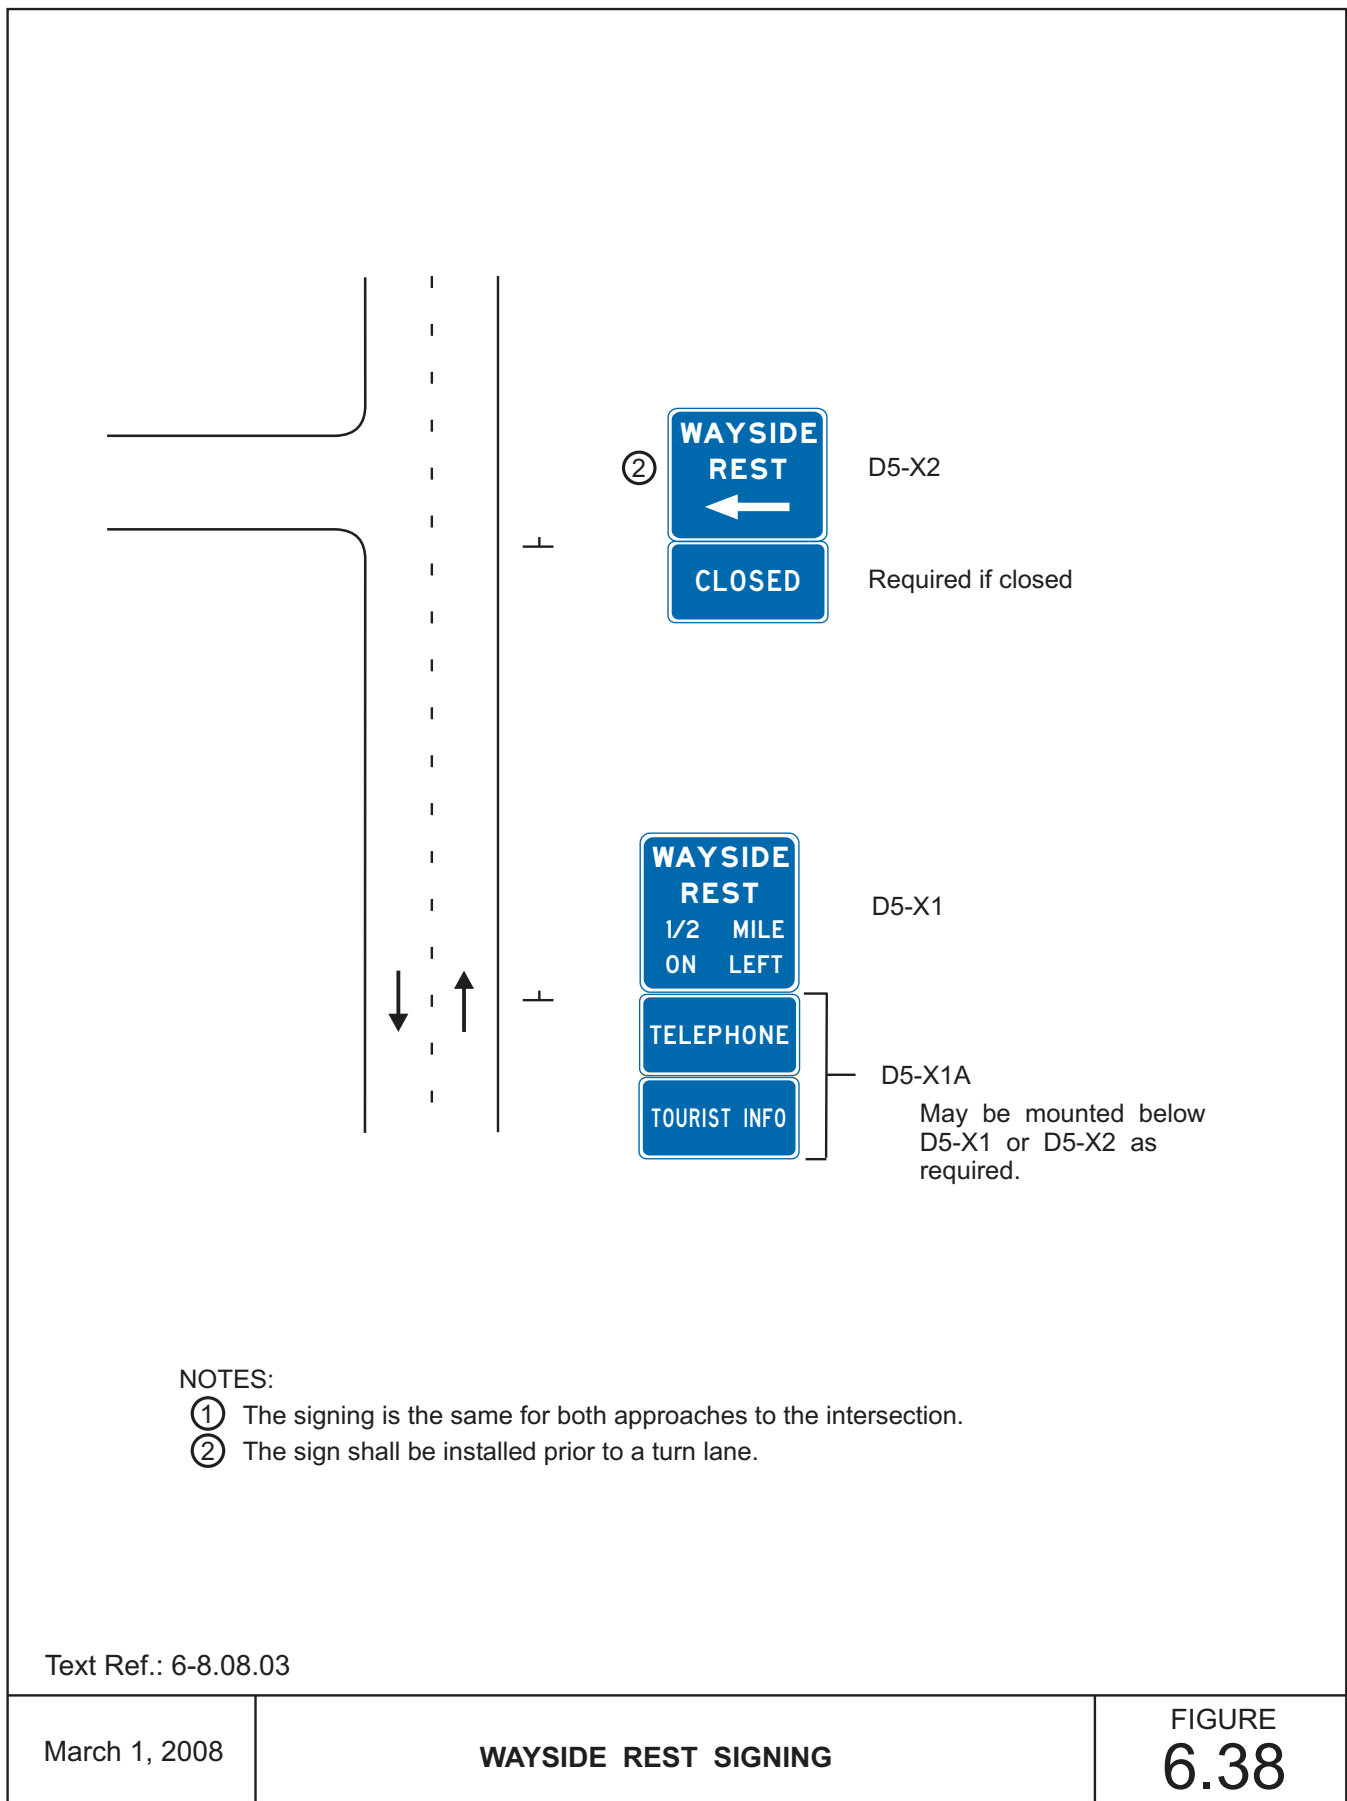 WAYSIDE
REST
② D5-X2
CLOSED Required if closed
WAYSIDE
REST
1/2 MILE
ON LEFT
D5-X1
TELEPHONE
TOURIST INFO
D5-X1A
May be mounted below
D5-X1 or D5-X2 as
required.
NOTES:
① The signing is the same for both approaches to the intersection.
② The sign shall be installed prior to a turn lane.
Text Ref.: 6-8.08.03
March 1, 2008
WAYSIDE REST SIGNING
FIGURE
6.38